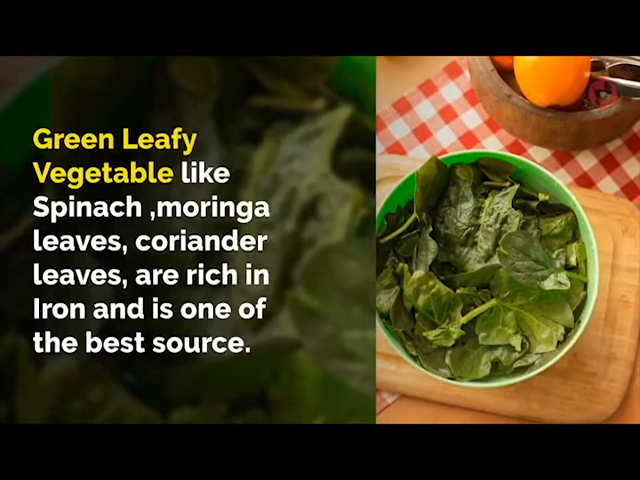 Green Leafy
Vegetable like
Spinach ,moringa
leaves, coriander
leaves, are rich in
Iron and is one of
the best source.